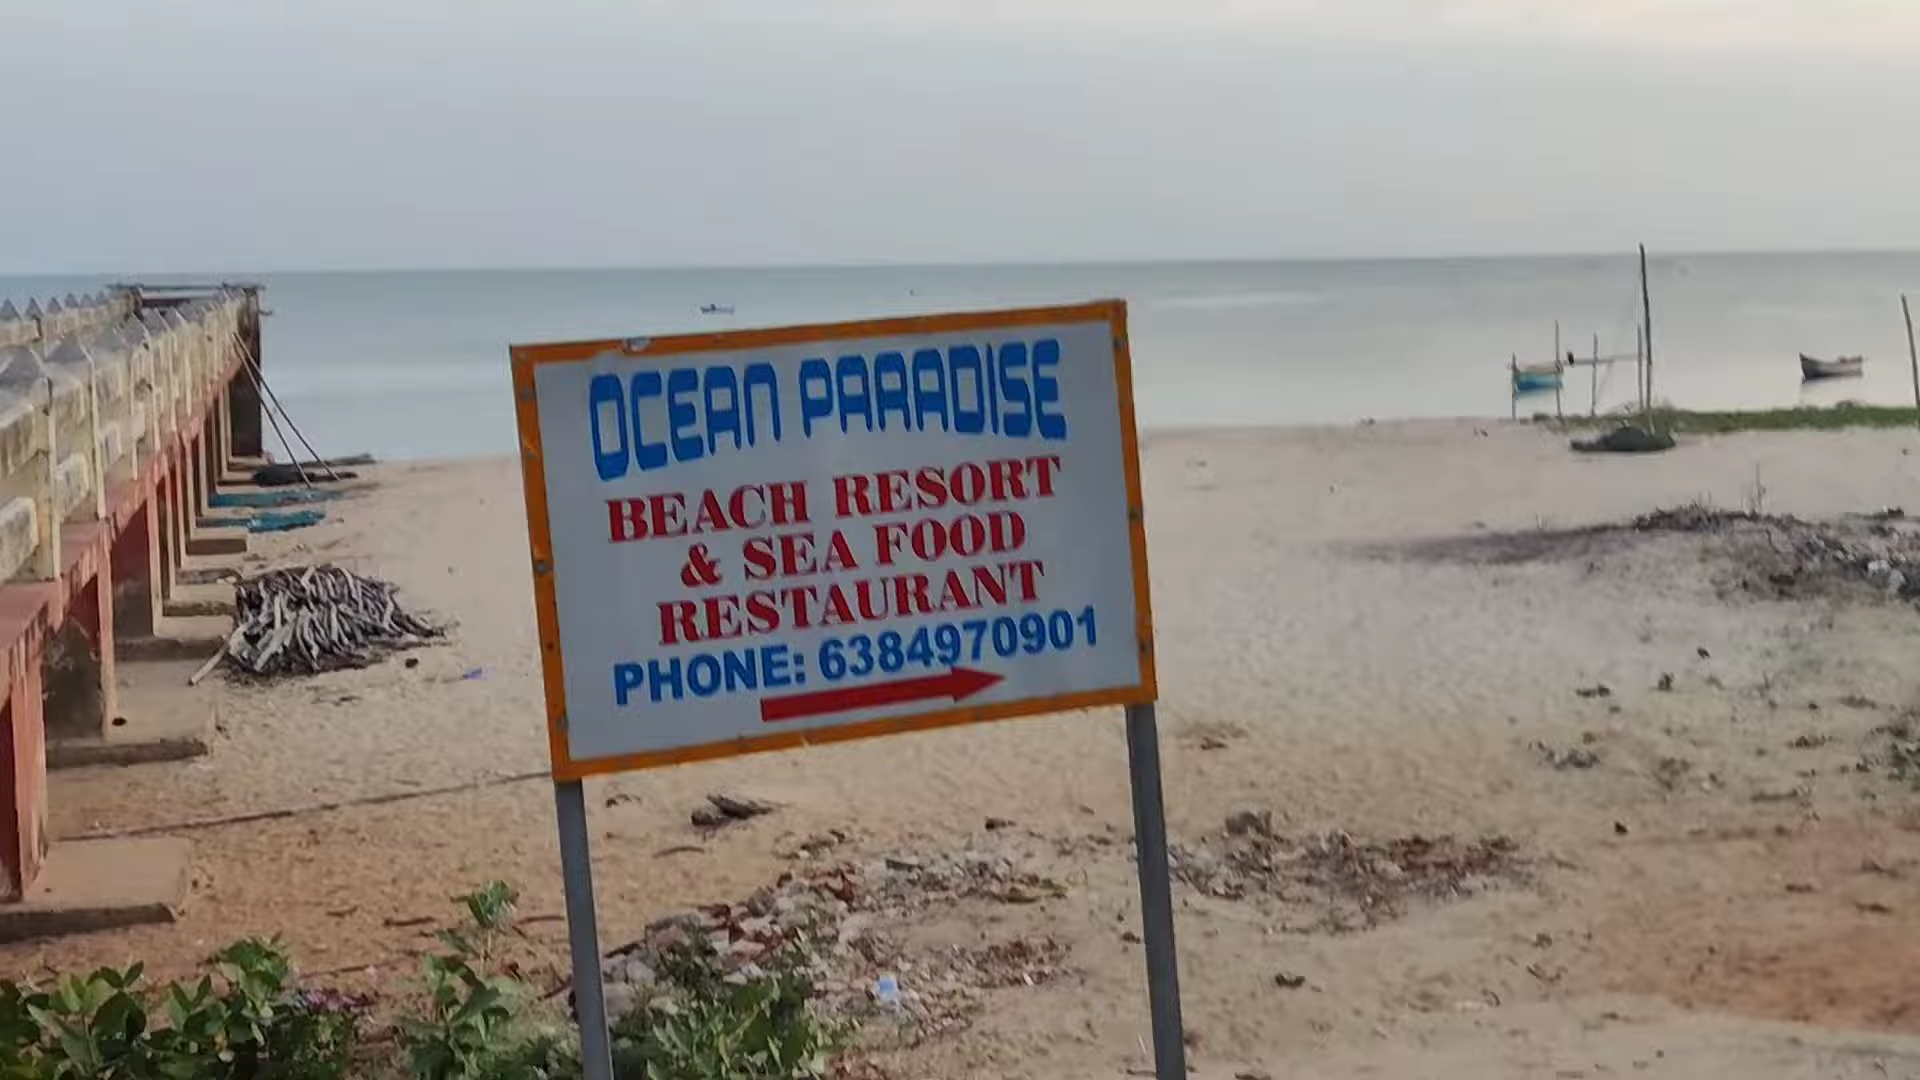 OCEAN PARADISE
BEACH RESORT
& SEA FOOD
RESTAURANT
PHONE: 6384970901